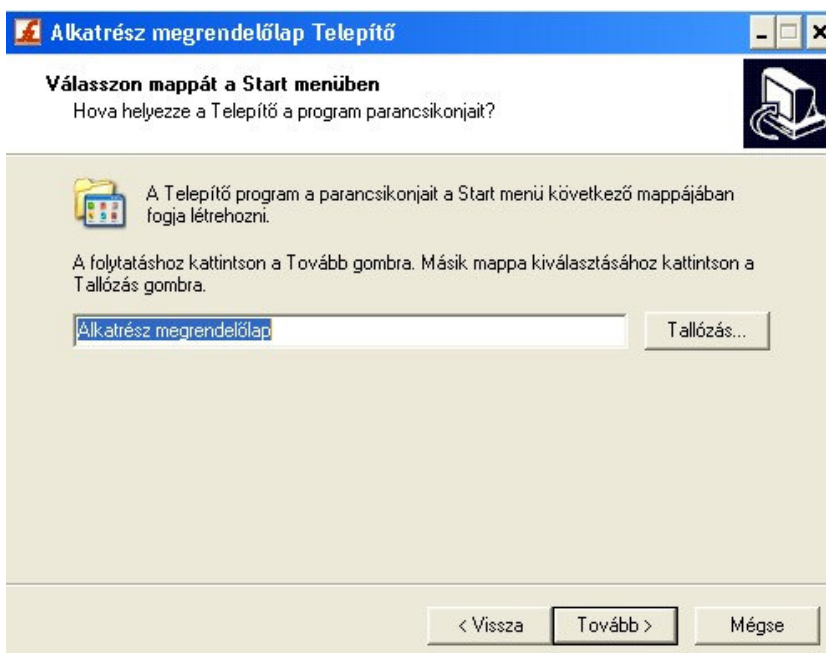 Alkatrész megrendelőlap Telepítő
Válasszon mappát a Start menüben
Hova helyezze a Telepítő a program parancsikonjait?
A Telepítő program a parancsikonjait a Start menü következő mappájában
fogja létrehozni.
A folytatáshoz kattintson a Tovább gombra. Másik mappa kiválasztásához kattintson a
Tallózás gombra.
Alkatrész megrendelőlap
Tallózás...
< Vissza
Tovább >
Mégse